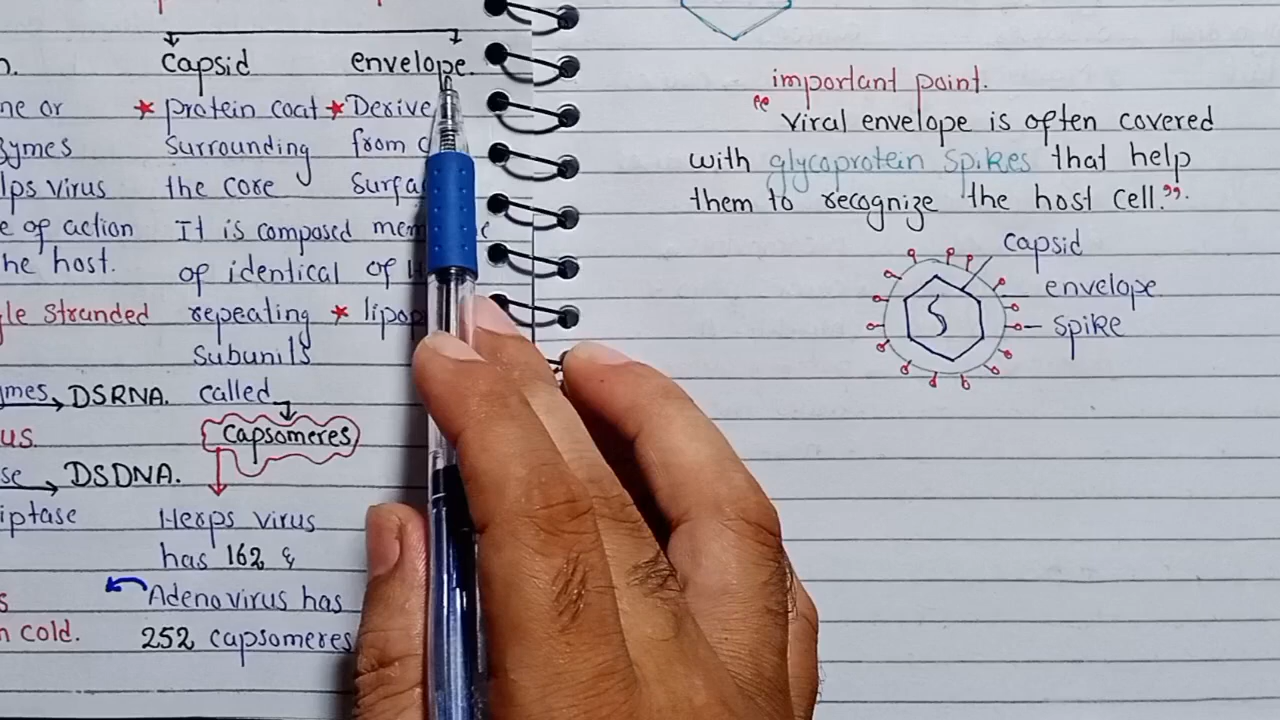 Capsid
envelope
n.
ne or
★ protein coat
★ Derive
zymes
surrounding
from
lps virus
the core
Surfa
e of action
It is composed
mem
he host.
of identical
of
gle stranded
repeating
★ lipop
subunits
ymes → DSRNA.
called
us.
Capsomeres
se → DSDNA.
iptase
Herps virus
has 162 &
s
Adenovirus has
n cold.
252 capsomeres
important point.
"Viral envelope is often covered
with glycoprotein spikes that help
them to recognize the host cell."
capsid
envelope
spike